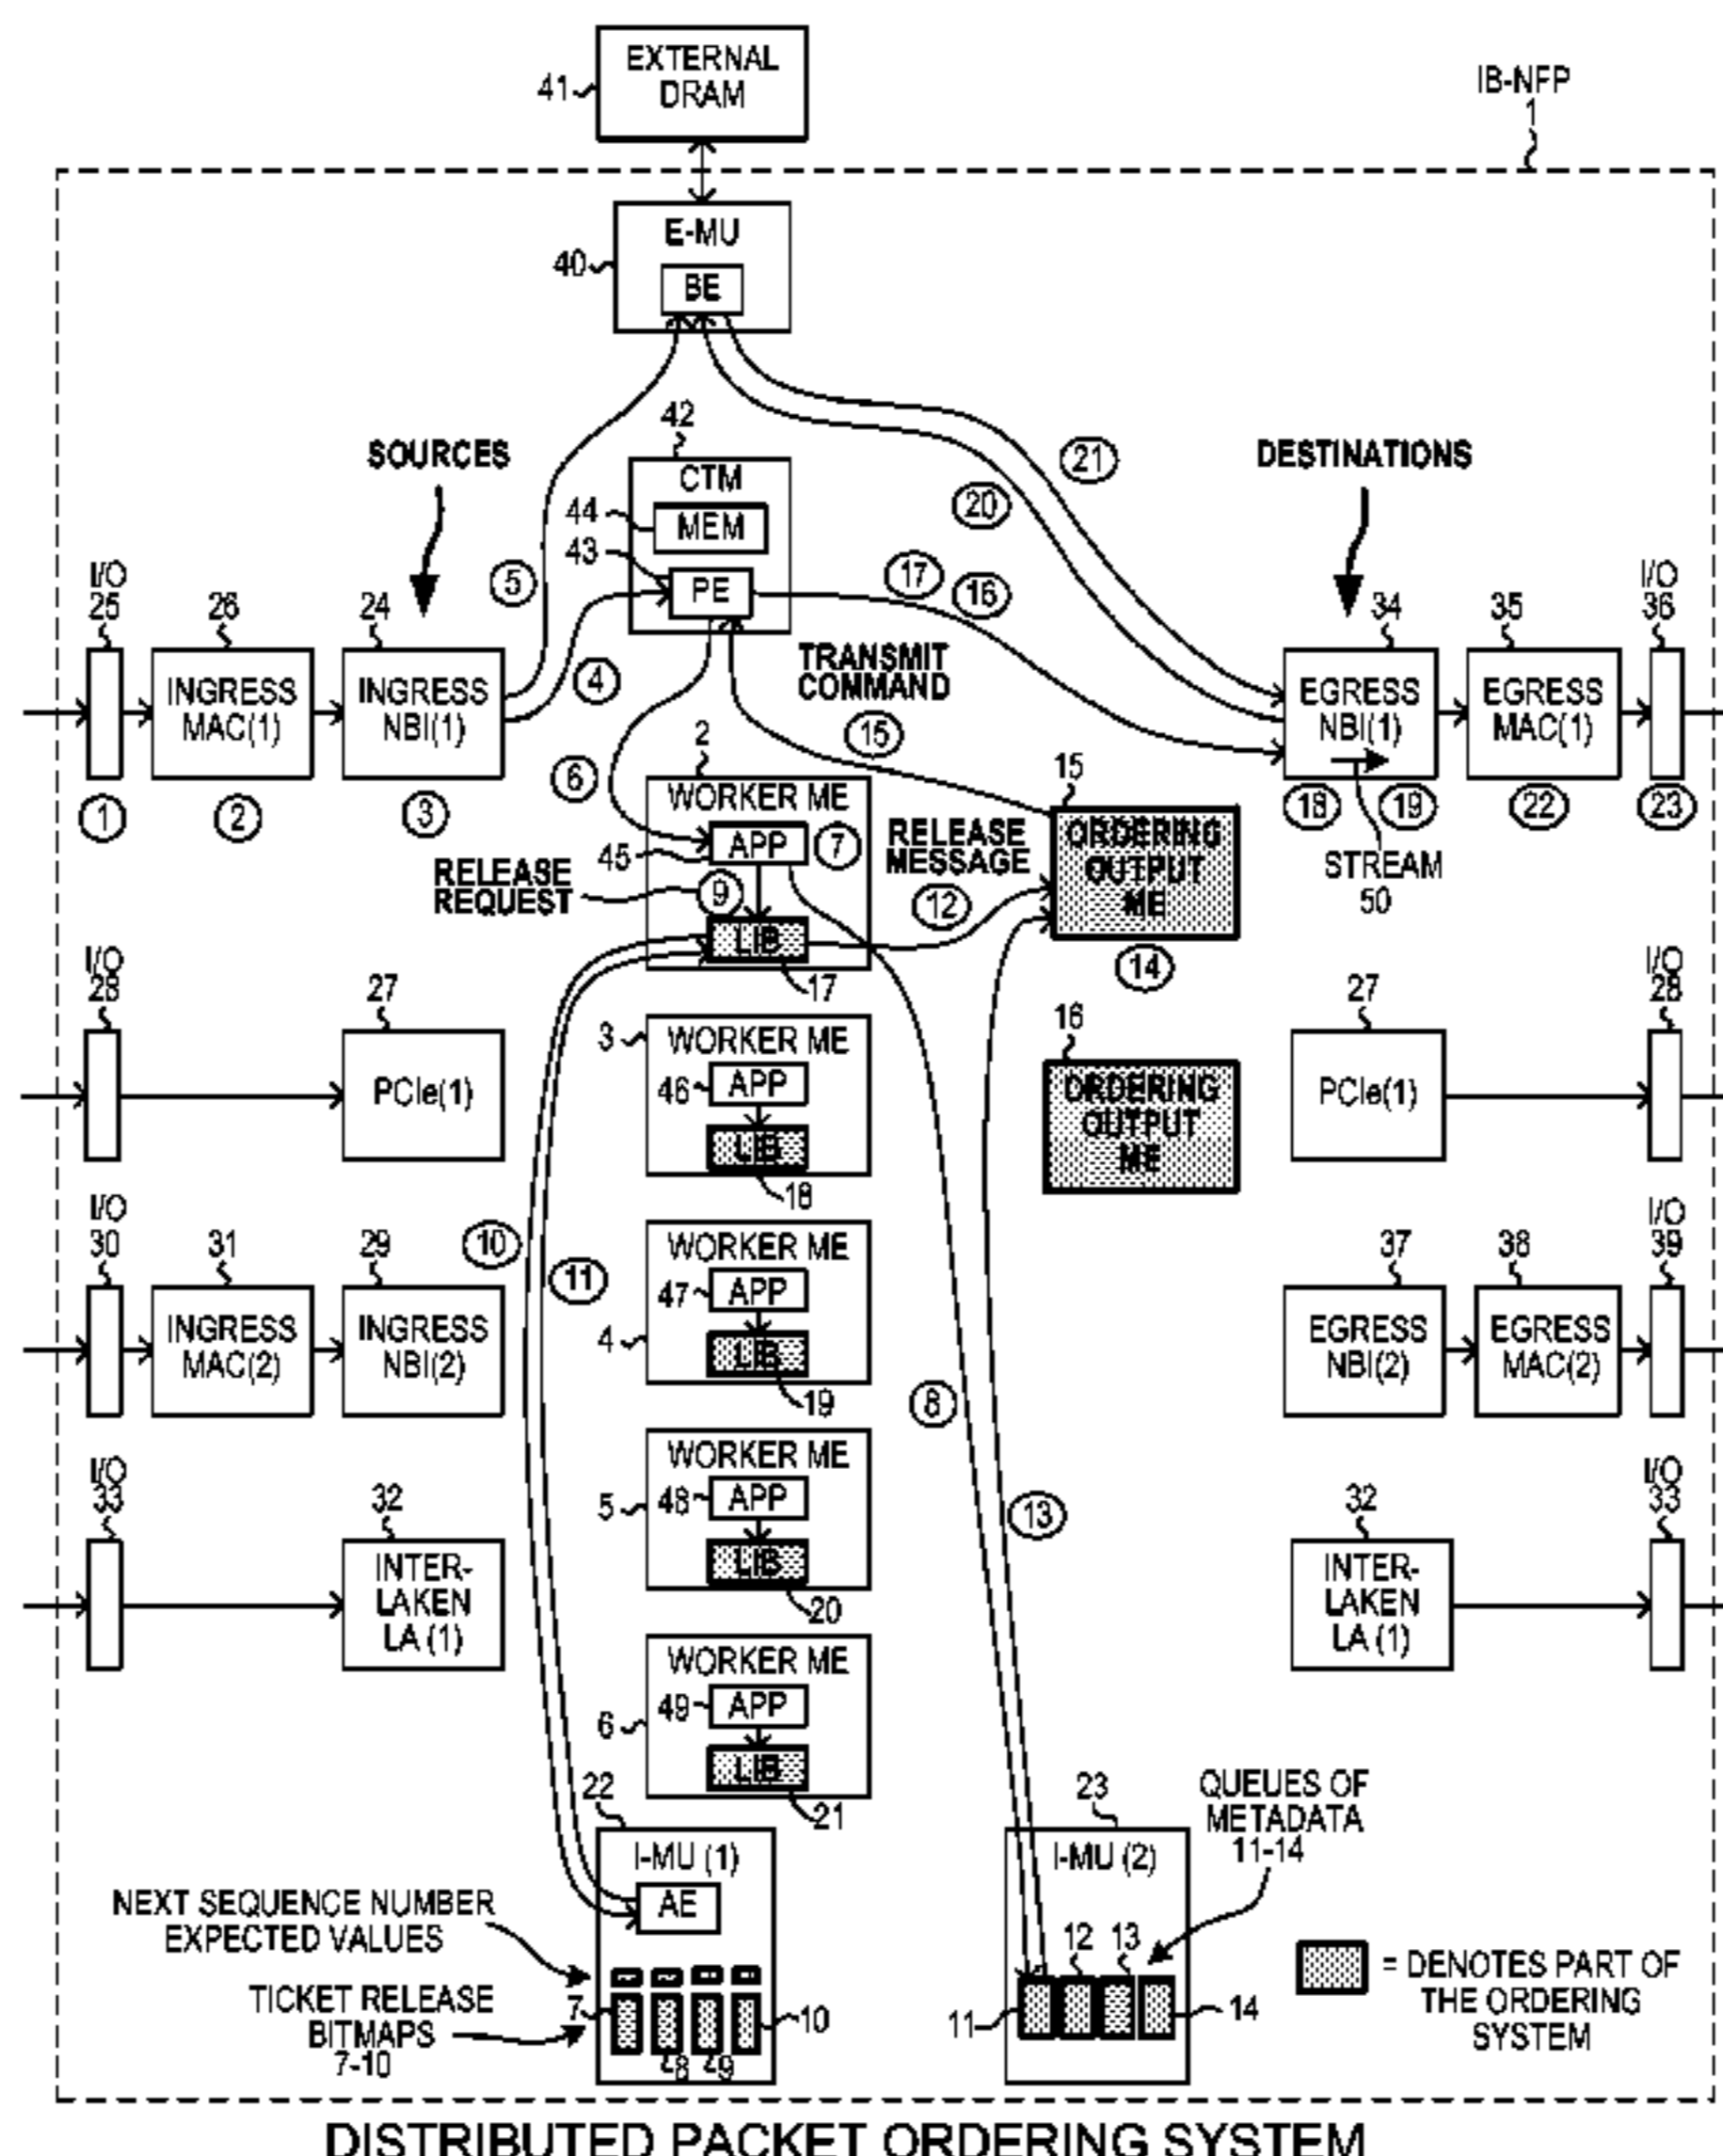 EXTERNAL
DRAM
41
IB-NFP
1
E-MU
40
BE
42
SOURCES
CTM
44
MEM
43
PE
DESTINATIONS
21
20
5
17
16
4
I/O
25
26
24
INGRESS
MAC(1)
INGRESS
NBI(1)
1
2
3
TRANSMIT
COMMAND
15
34
35
I/O
36
EGRESS
NBI(1)
EGRESS
MAC(1)
18
19
22
23
STREAM
50
6
2
WORKER ME
45
APP
7
RELEASE
REQUEST
9
LIB
17
RELEASE
MESSAGE
12
15
ORDERING
OUTPUT
ME
14
I/O
28
27
PCIe(1)
3
WORKER ME
46
APP
LIB
18
16
ORDERING
OUTPUT
ME
27
PCIe(1)
I/O
28
I/O
30
31
29
INGRESS
MAC(2)
INGRESS
NBI(2)
10
11
WORKER ME
47
APP
4
LIB
19
8
37
38
I/O
39
EGRESS
NBI(2)
EGRESS
MAC(2)
I/O
33
32
INTER-
LAKEN
LA (1)
WORKER ME
5
48
APP
LIB
20
13
32
INTER-
LAKEN
LA (1)
I/O
33
WORKER ME
49
APP
6
LIB
21
22
I-MU (1)
AE
NEXT SEQUENCE NUMBER
EXPECTED VALUES
TICKET RELEASE
BITMAPS
7-10
7
8
9
10
23
I-MU (2)
QUEUES OF
METADATA
11-14
12
13
11
14
= DENOTES PART OF
THE ORDERING
SYSTEM
DISTRIBUTED PACKET ORDERING SYSTEM